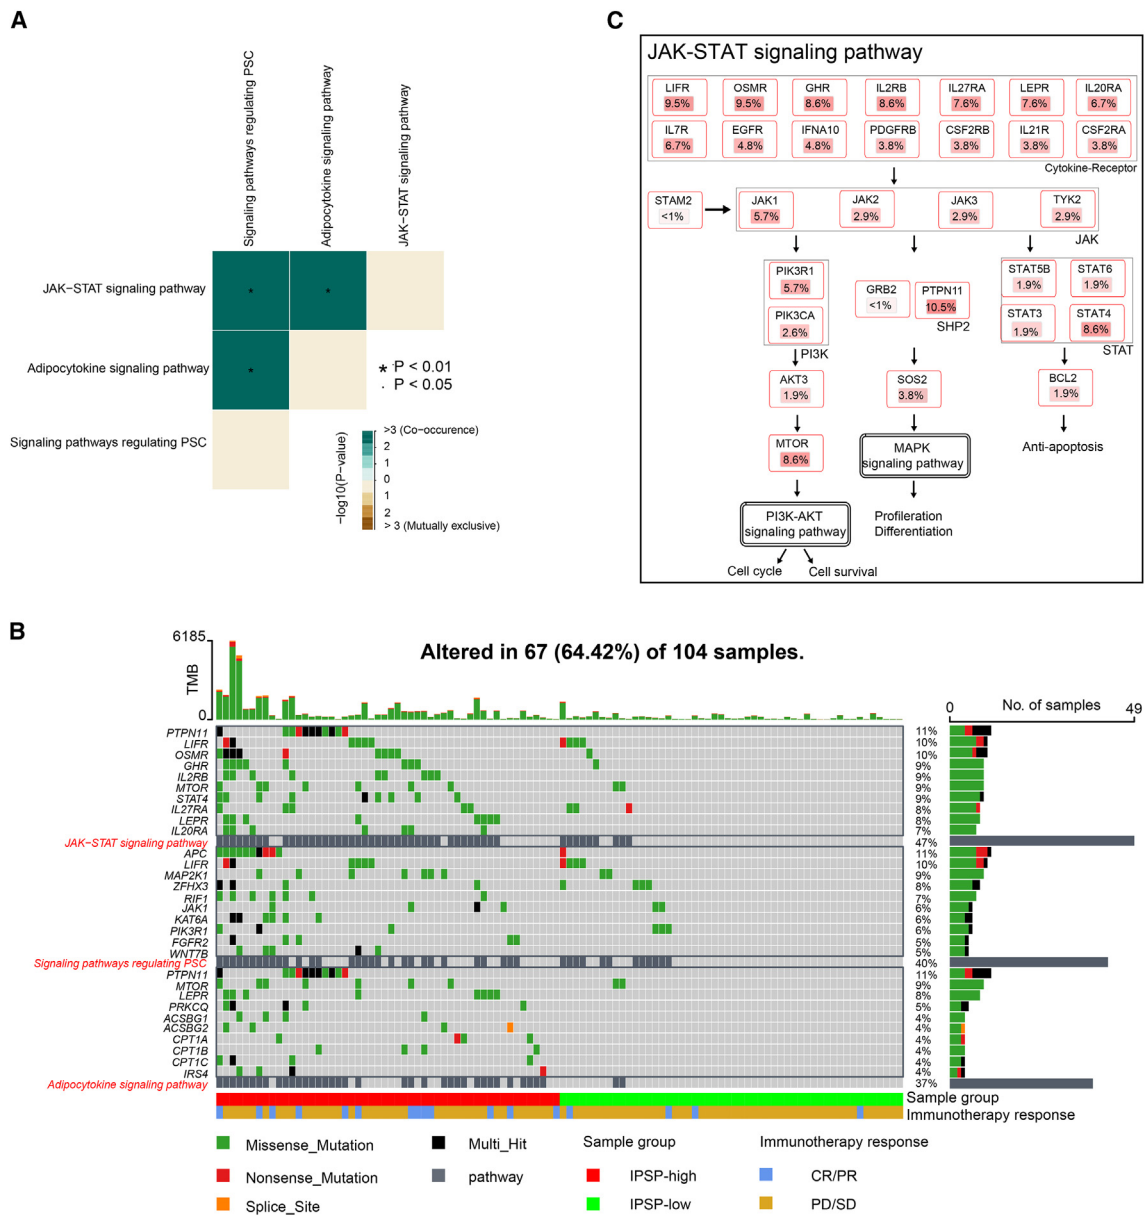 A
Signaling pathways regulating PSC
Adipocytokine signaling pathway
JAK−STAT signaling pathway
JAK−STAT signaling pathway
Adipocytokine signaling pathway
Signaling pathways regulating PSC
* P < 0.01
. P < 0.05
−log10(P−value)
>3 (Co−occurence)
2
1
0
1
2
> 3 (Mutually exclusive)
C
JAK-STAT signaling pathway
LIFR OSMR GHR IL2RB IL27RA LEPR IL20RA
9.5% 9.5% 8.6% 8.6% 7.6% 7.6% 6.7%
IL7R EGFR IFNA10 PDGFRB CSF2RB IL21R CSF2RA
6.7% 4.8% 4.8% 3.8% 3.8% 3.8% 3.8%
Cytokine-Receptor
STAM2 JAK1 JAK2 JAK3 TYK2
<1% 5.7% 2.9% 2.9% 2.9%
JAK
PIK3R1
5.7%
PIK3CA
2.6%
PI3K
GRB2 PTPN11
<1% 10.5%
SHP2
STAT5B STAT6
1.9% 1.9%
STAT3 STAT4
1.9% 8.6%
STAT
AKT3 SOS2 BCL2
1.9% 3.8% 1.9%
MTOR
8.6%
MAPK
signaling pathway
Anti-apoptosis
PI3K-AKT
signaling pathway
Profileration
Differentiation
Cell cycle Cell survival
B
Altered in 67 (64.42%) of 104 samples.
TMB
6185
0
0 No. of samples 49
PTPN11 11%
LIFR 10%
OSMR 10%
GHR 9%
IL2RB 9%
MTOR 9%
STAT4 9%
IL27RA 8%
LEPR 8%
IL20RA 7%
JAK−STAT signaling pathway 47%
APC 11%
LIFR 10%
MAP2K1 9%
ZFHX3 8%
RIF1 7%
JAK1 6%
KAT6A 6%
PIK3R1 6%
FGFR2 5%
WNT7B 5%
Signaling pathways regulating PSC 40%
PTPN11 11%
MTOR 9%
LEPR 8%
PRKCQ 5%
ACSBG1 4%
ACSBG2 4%
CPT1A 4%
CPT1B 4%
CPT1C 4%
IRS4 4%
Adipocytokine signaling pathway 37%
Sample group
Immunotherapy response
Missense_Mutation Multi_Hit Sample group Immunotherapy response
Nonsense_Mutation pathway IPSP-high CR/PR
Splice_Site IPSP-low PD/SD